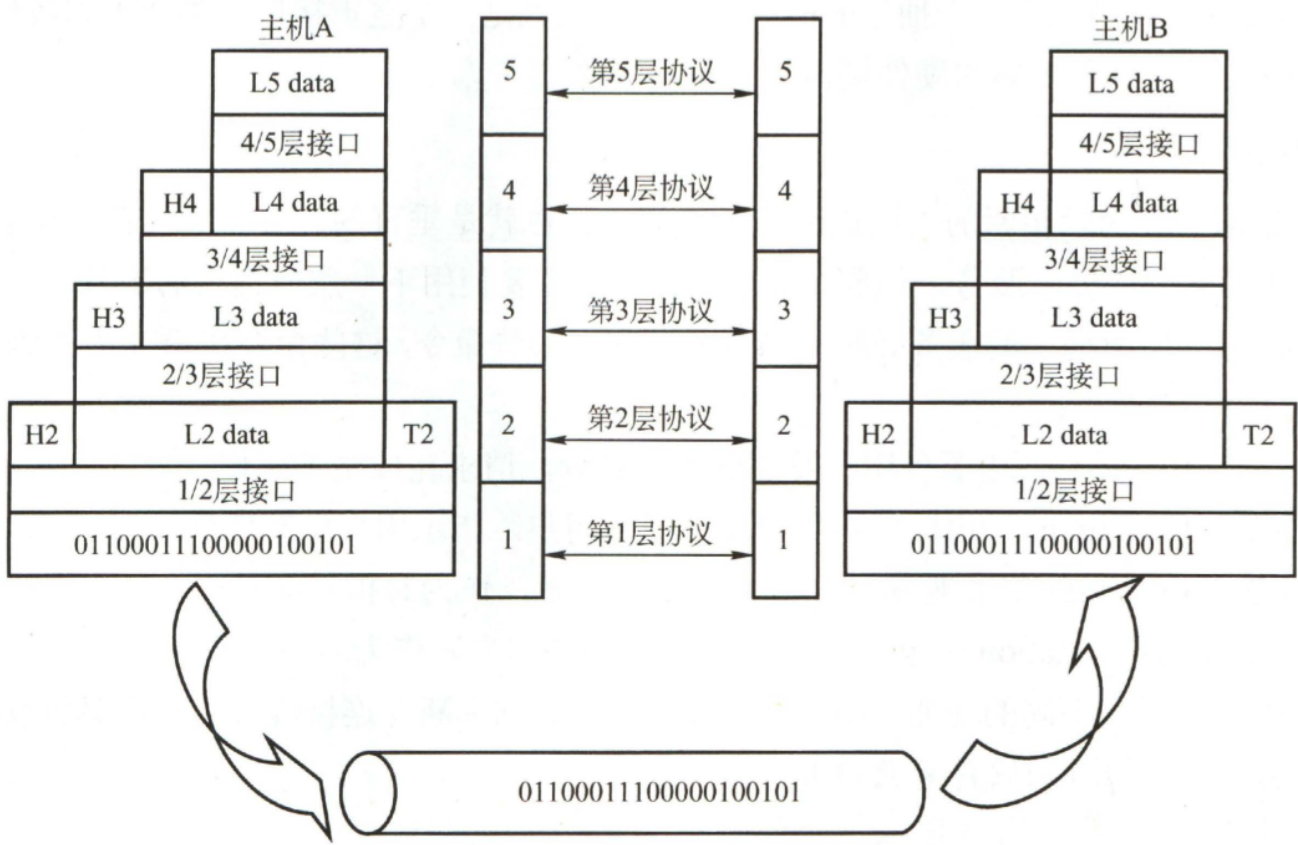 主机A
L5 data
4/5层接口
H4 L4 data
3/4层接口
H3 L3 data
2/3层接口
H2 L2 data T2
1/2层接口
01100011100000100101
5 第5层协议 5
4 第4层协议 4
3 第3层协议 3
2 第2层协议 2
1 第1层协议 1
主机B
L5 data
4/5层接口
H4 L4 data
3/4层接口
H3 L3 data
2/3层接口
H2 L2 data T2
1/2层接口
01100011100000100101
01100011100000100101